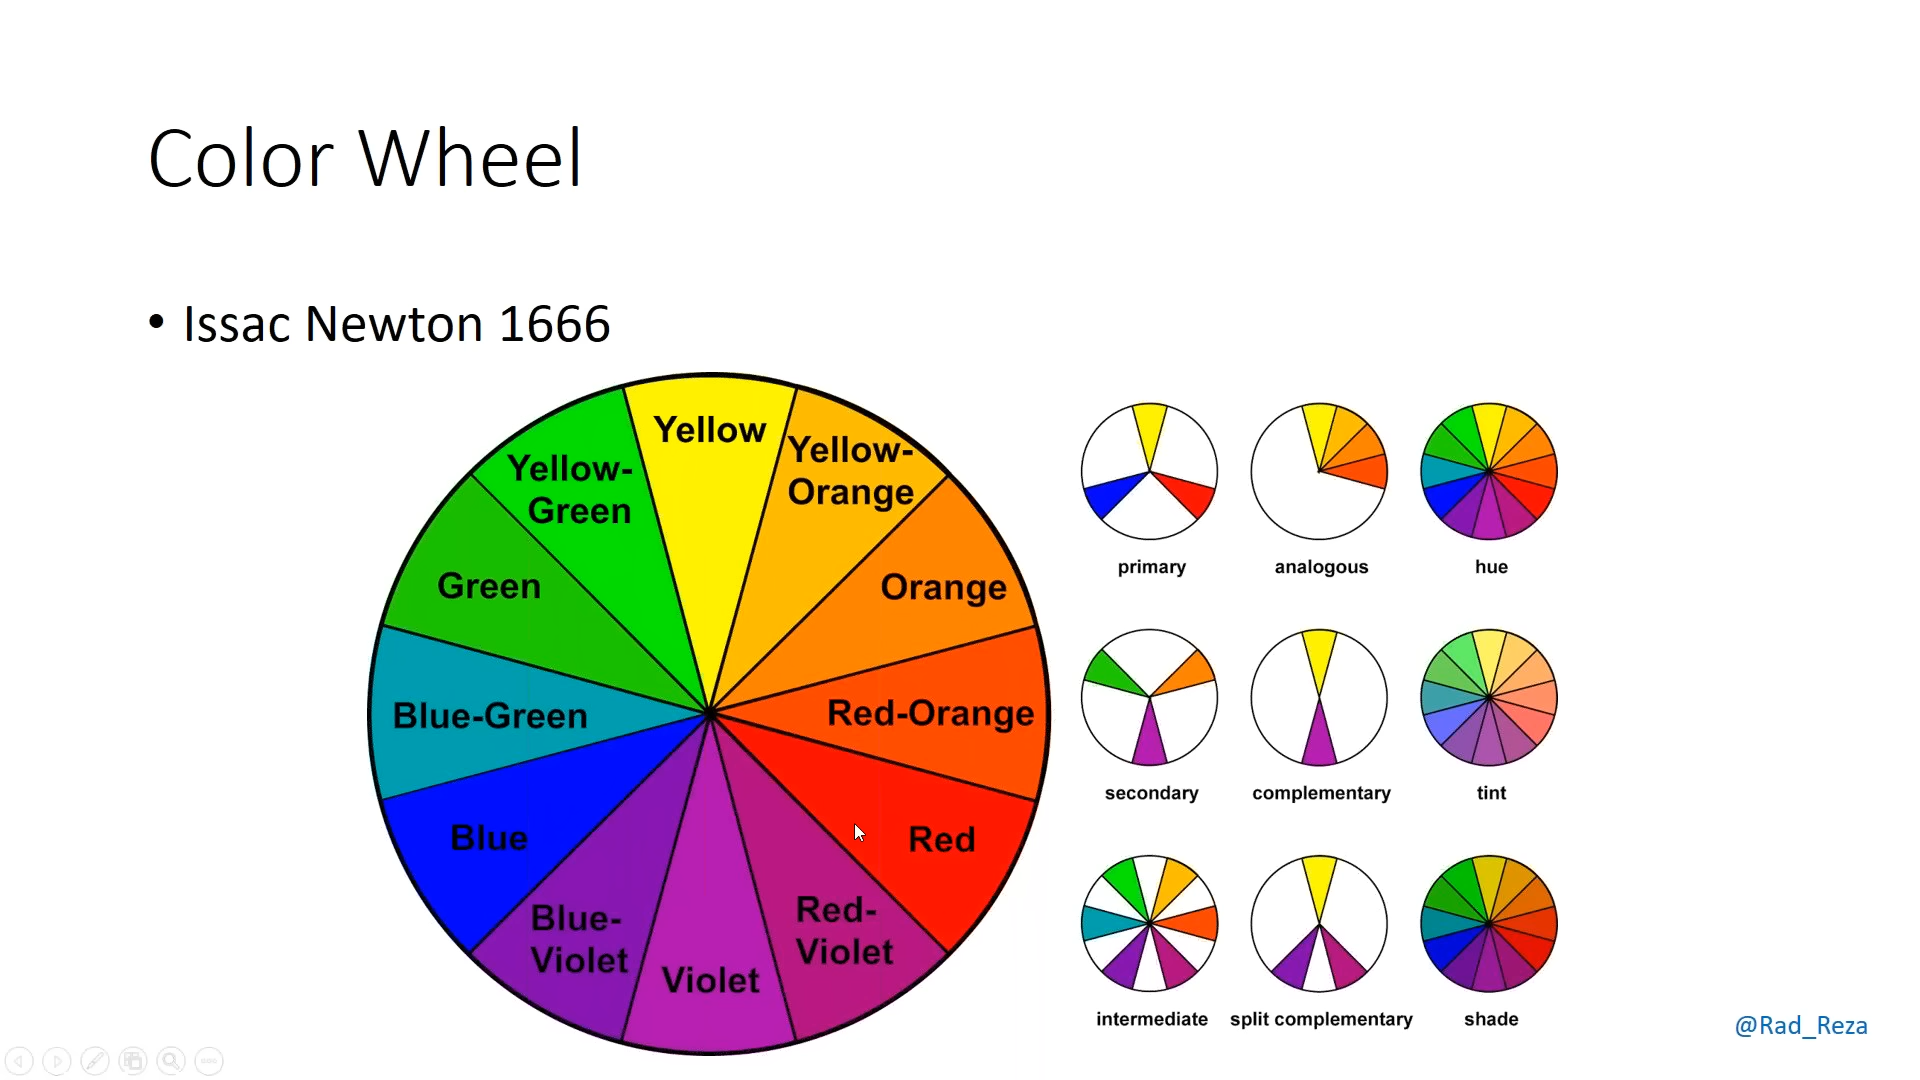 Color Wheel
• Issac Newton 1666
Yellow
Yellow-
Orange
Orange
Red-Orange
Red
Red-
Violet
Violet
Blue-
Violet
Blue
Blue-Green
Green
Yellow-
Green
primary
analogous
hue
secondary
complementary
tint
intermediate
split complementary
shade
@Rad_Reza